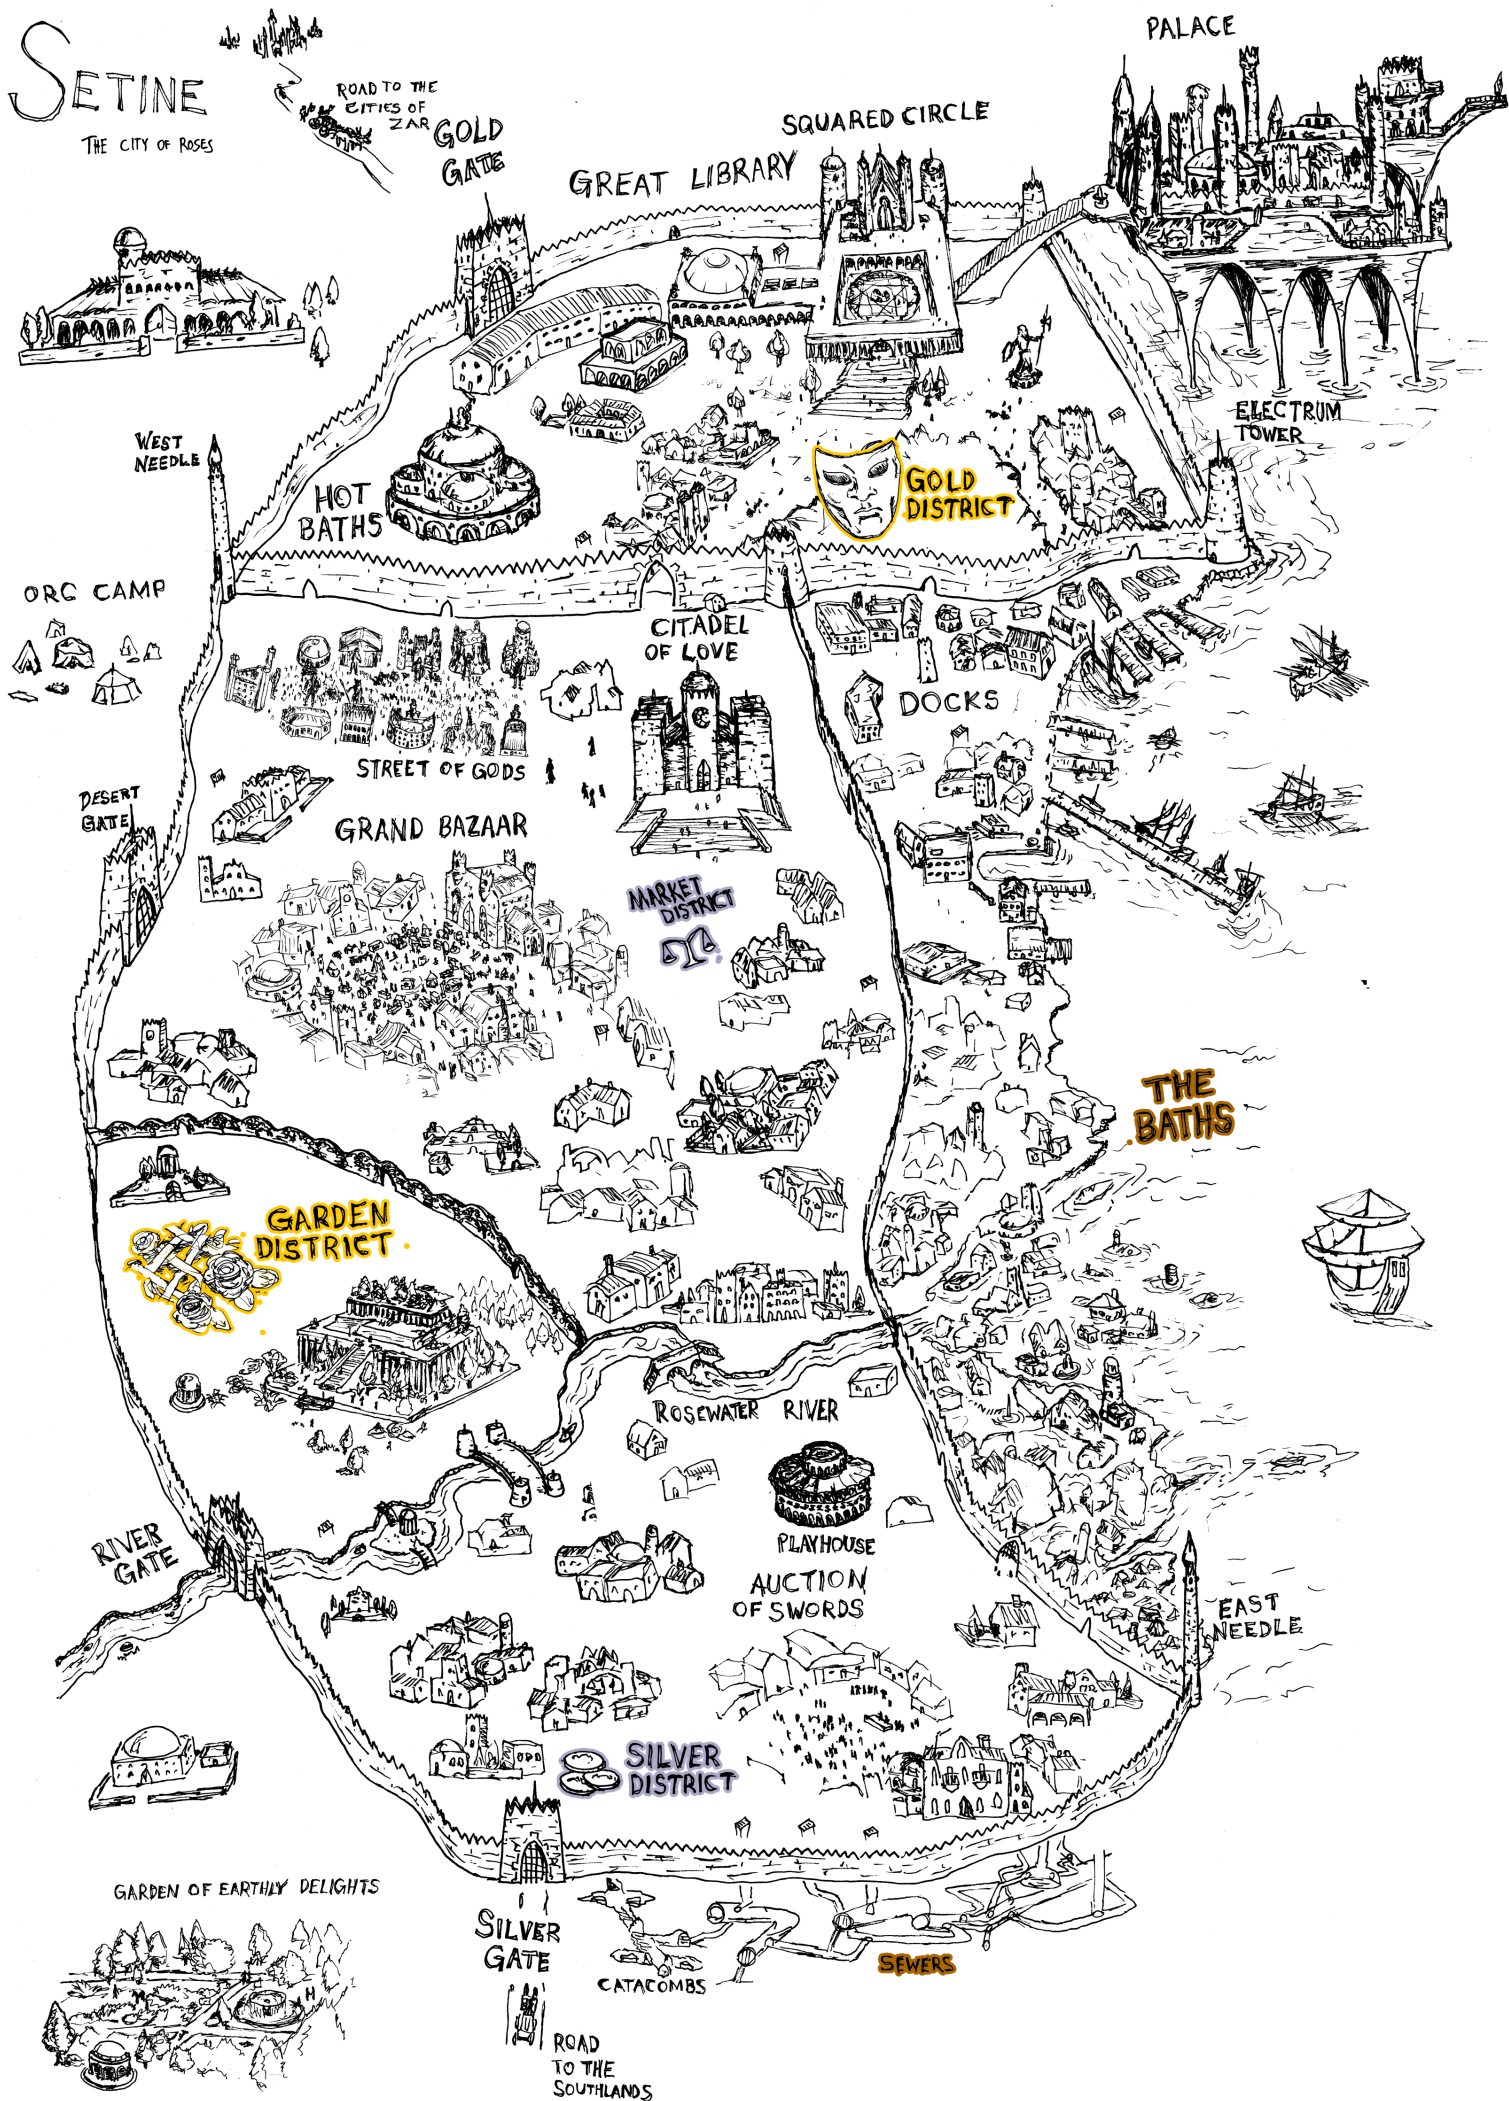 SETINE
THE CITY OF ROSES
ROAD TO THE
CITIES OF
ZAR
GOLD
GATE
GREAT LIBRARY
SQUARED CIRCLE
PALACE
ELECTRUM
TOWER
WEST
NEEDLE
HOT
BATHS
GOLD
DISTRICT
ORC CAMP
CITADEL
OF LOVE
DOCKS
STREET OF GODS
DESERT
GATE
GRAND BAZAAR
MARKET
DISTRICT
THE
BATHS
GARDEN
DISTRICT
ROSEWATER RIVER
RIVER
GATE
PLAYHOUSE
AUCTION
OF SWORDS
EAST
NEEDLE
SILVER
DISTRICT
GARDEN OF EARTHLY DELIGHTS
SILVER
GATE
CATACOMBS
SEWERS
ROAD
TO THE
SOUTHLANDS